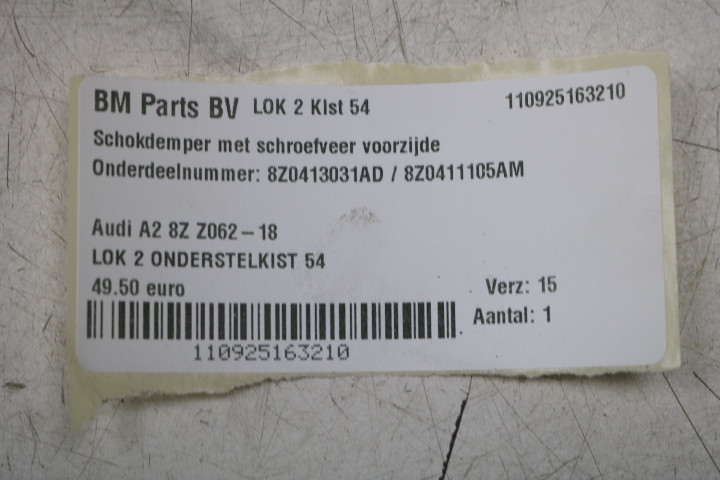 BM Parts BV LOK 2 Klst 54 110925163210
Schokdemper met schroefveer voorzijde
Onderdeelnummer: 8Z0413031AD / 8Z0411105AM
Audi A2 8Z Z062-18
LOK 2 ONDERSTELKIST 54
49.50 euro Verz: 15
Aantal: 1
110925163210